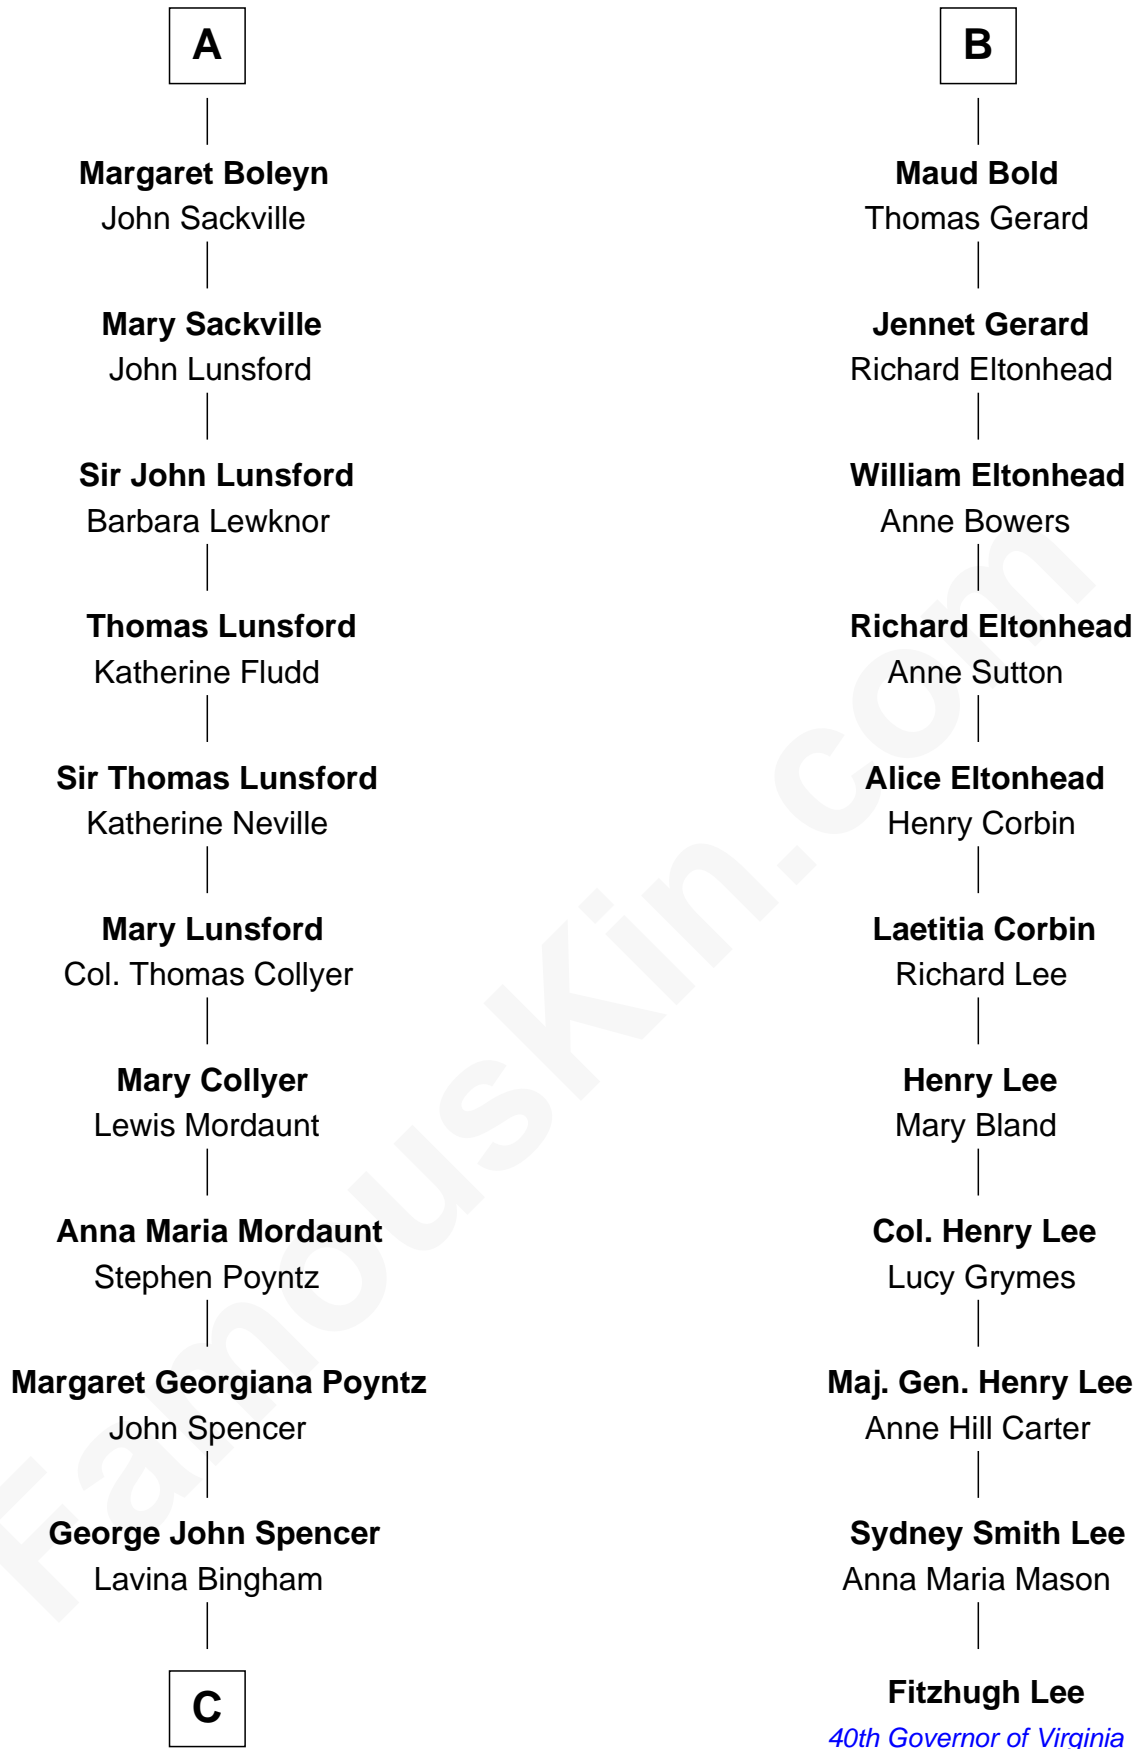 A
Margaret Boleyn
John Sackville
Mary Sackville
John Lunsford
Sir John Lunsford
Barbara Lewknor
Thomas Lunsford
Katherine Fludd
Sir Thomas Lunsford
Katherine Neville
Mary Lunsford
Col. Thomas Collyer
Mary Collyer
Lewis Mordaunt
Anna Maria Mordaunt
Stephen Poyntz
Margaret Georgiana Poyntz
John Spencer
George John Spencer
Lavina Bingham
C
B
Maud Bold
Thomas Gerard
Jennet Gerard
Richard Eltonhead
William Eltonhead
Anne Bowers
Richard Eltonhead
Anne Sutton
Alice Eltonhead
Henry Corbin
Laetitia Corbin
Richard Lee
Henry Lee
Mary Bland
Col. Henry Lee
Lucy Grymes
Maj. Gen. Henry Lee
Anne Hill Carter
Sydney Smith Lee
Anna Maria Mason
Fitzhugh Lee
40th Governor of Virginia
FamousKin.com